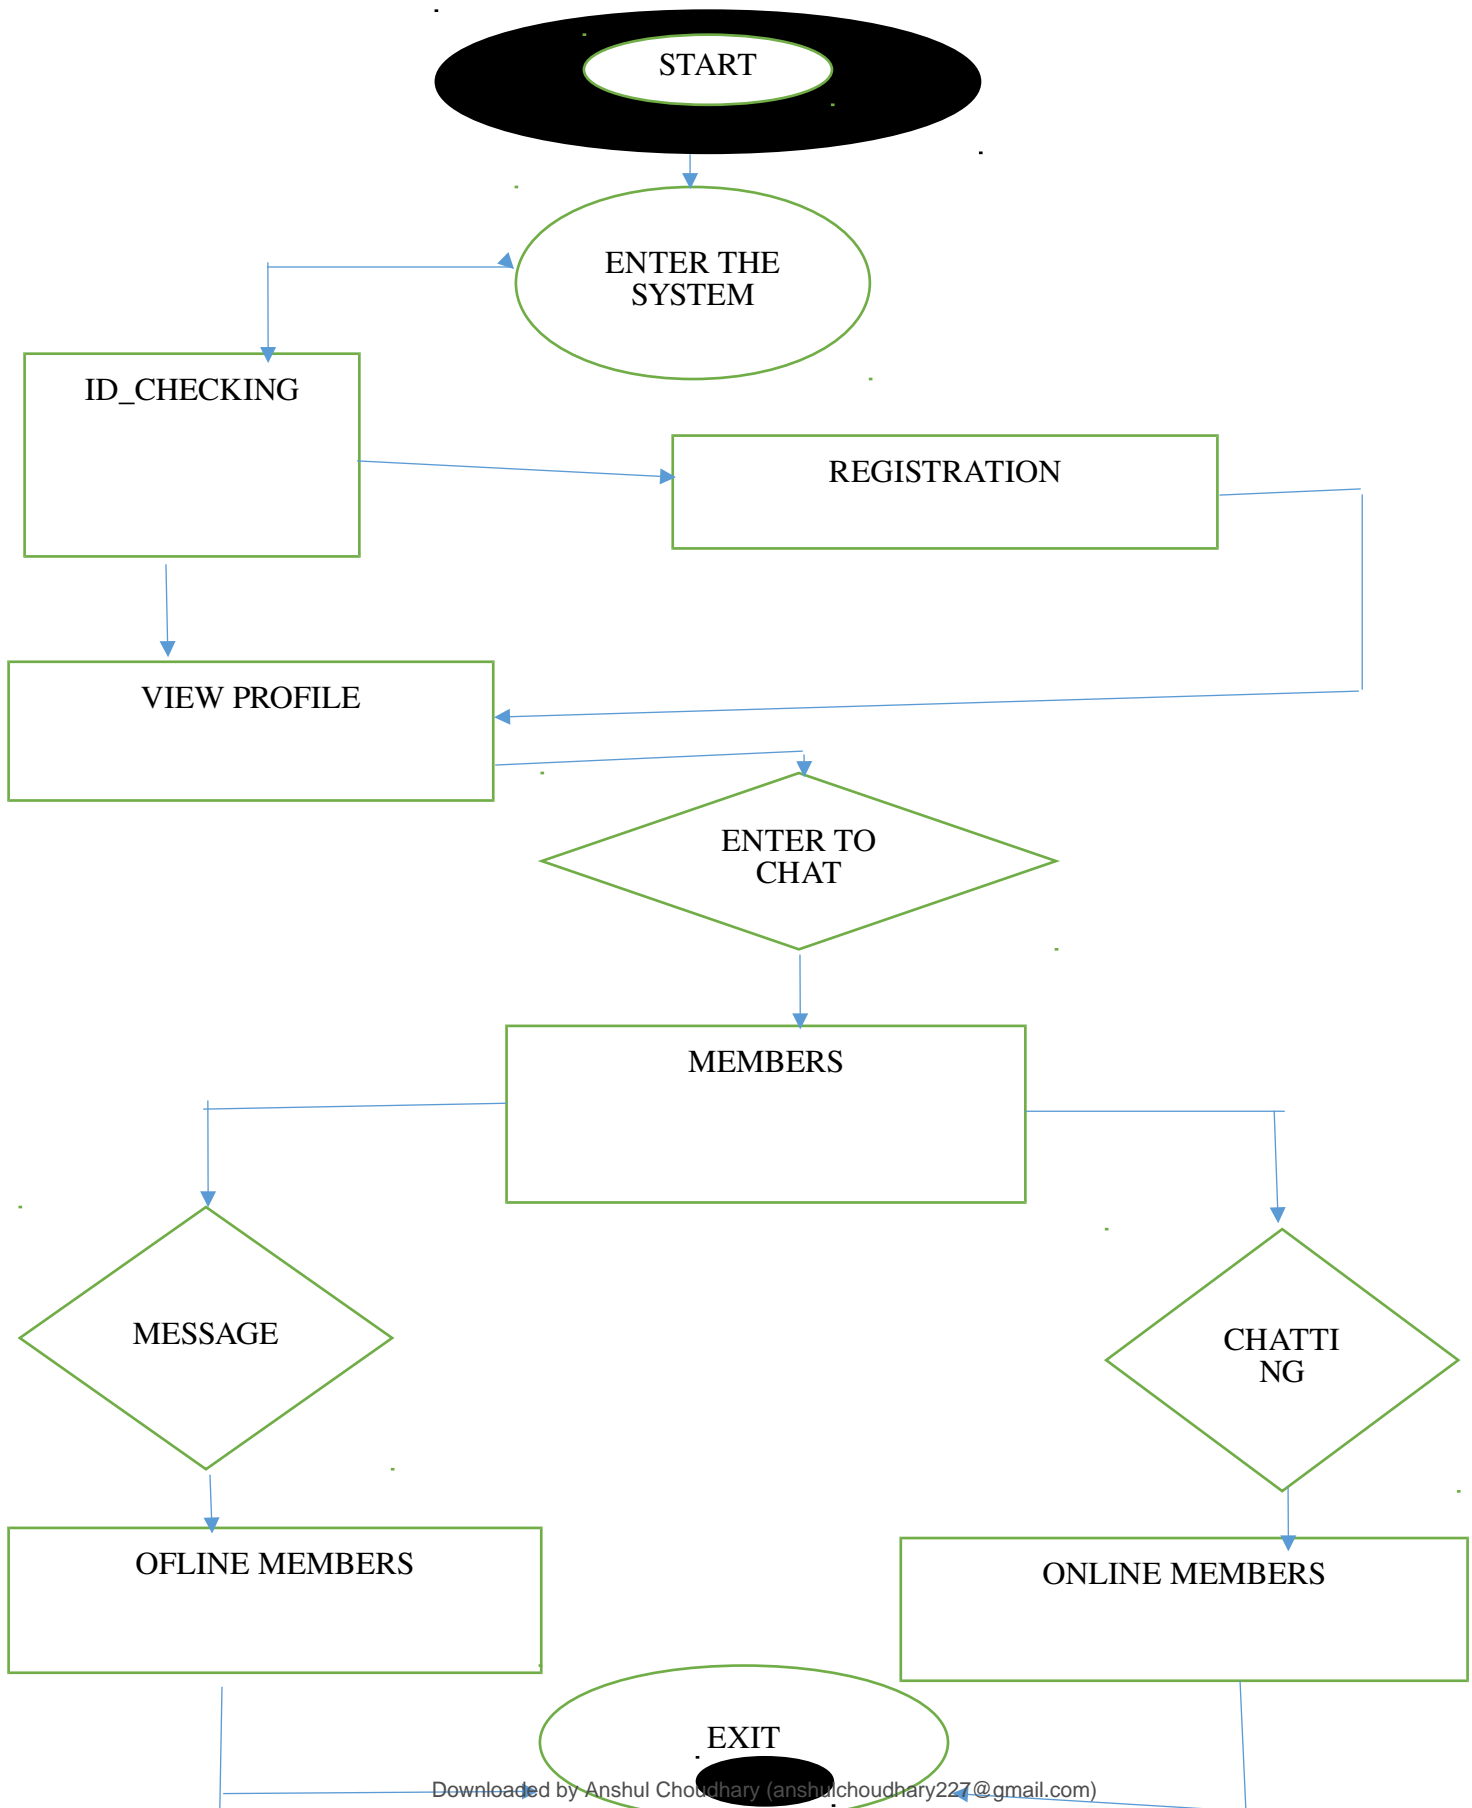 START
ENTER THE
SYSTEM
ID_CHECKING
REGISTRATION
VIEW PROFILE
ENTER TO
CHAT
MEMBERS
MESSAGE
CHATTI
NG
OFLINE MEMBERS
ONLINE MEMBERS
EXIT
Downloaded by Anshul Choudhary (anshulchoudhary227@gmail.com)